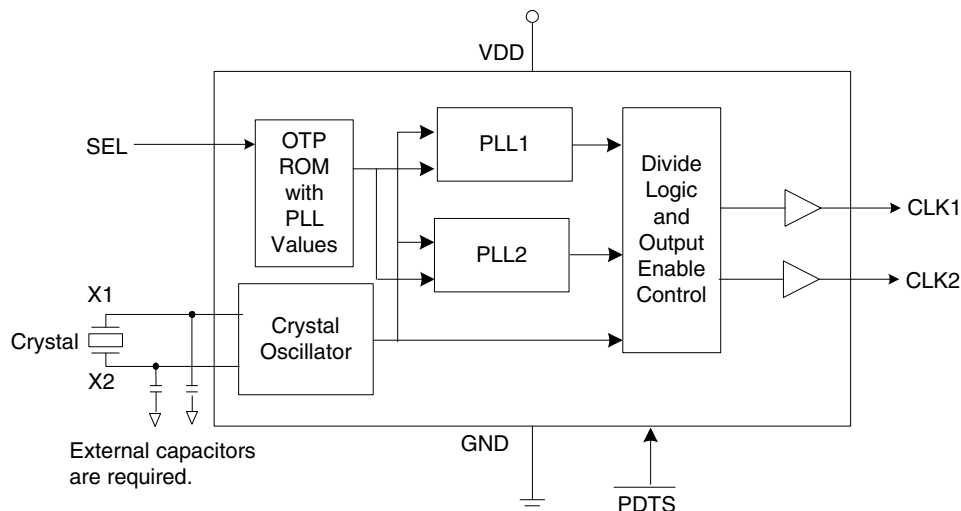 VDD
SEL
OTP
ROM
with
PLL
Values
PLL1
PLL2
Divide
Logic
and
Output
Enable
Control
CLK1
CLK2
X1
Crystal
X2
Crystal
Oscillator
External capacitors
are required.
GND
PDTS